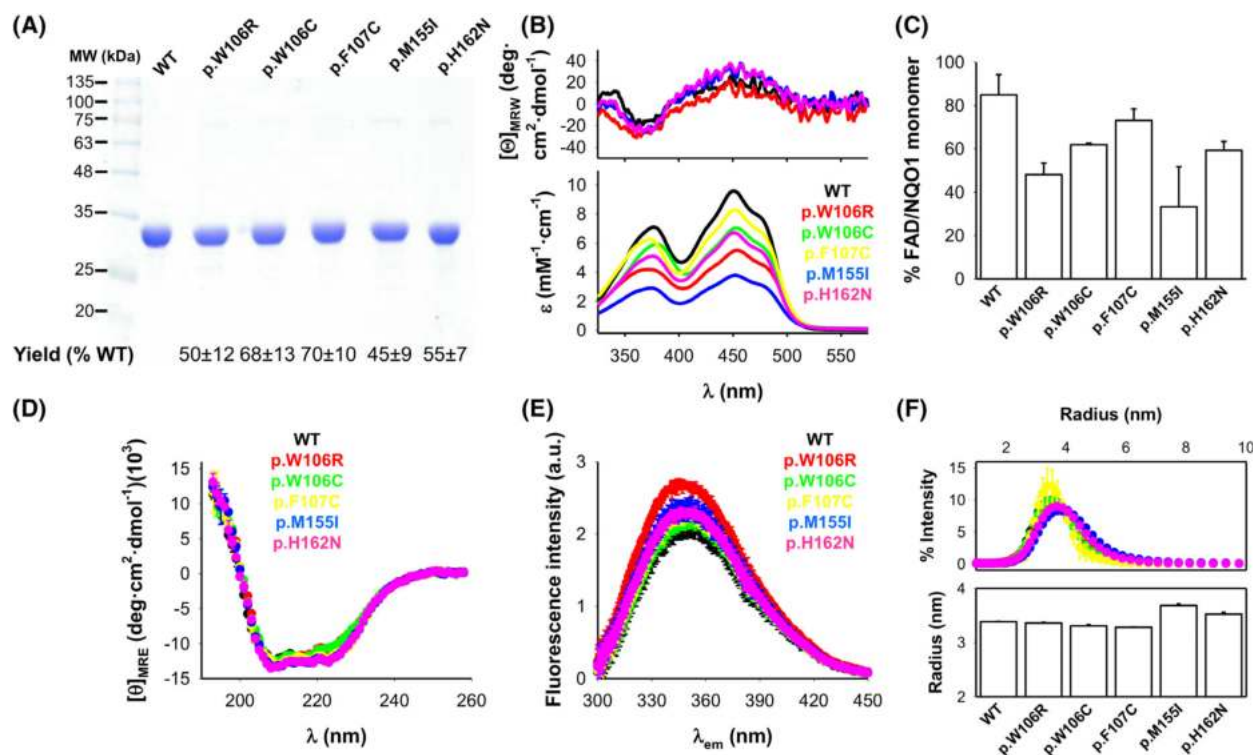 (A)
MW (kDa)
WT
p.W106R
p.W106C
p.F107C
p.M155I
p.H162N
135
100
75
63
48
35
25
20
Yield (% WT) 50±12 68±13 70±10 45±9 55±7
(B)
[Θ]MRW (deg·
cm²·dmol⁻¹)
40
20
0
-20
-40
ε (mM⁻¹·cm⁻¹)
10
8
6
4
2
0
WT
p.W106R
p.W106C
p.F107C
p.M155I
p.H162N
350 400 450 500 550
λ (nm)
(C)
% FAD/NQO1 monomer
100
80
60
40
20
0
WT
p.W106R
p.W106C
p.F107C
p.M155I
p.H162N
(D)
[θ]MRE (deg·cm²·dmol⁻¹)(10³)
15
10
5
0
-5
-10
-15
WT
p.W106R
p.W106C
p.F107C
p.M155I
p.H162N
200 220 240 260
λ (nm)
(E)
Fluorescence intensity (a.u.)
3
2
1
0
WT
p.W106R
p.W106C
p.F107C
p.M155I
p.H162N
300 330 360 390 420 450
λem (nm)
(F)
Radius (nm)
2 4 6 8 10
% Intensity
15
10
5
0
Radius (nm)
4
3
2
WT
p.W106R
p.W106C
p.F107C
p.M155I
p.H162N